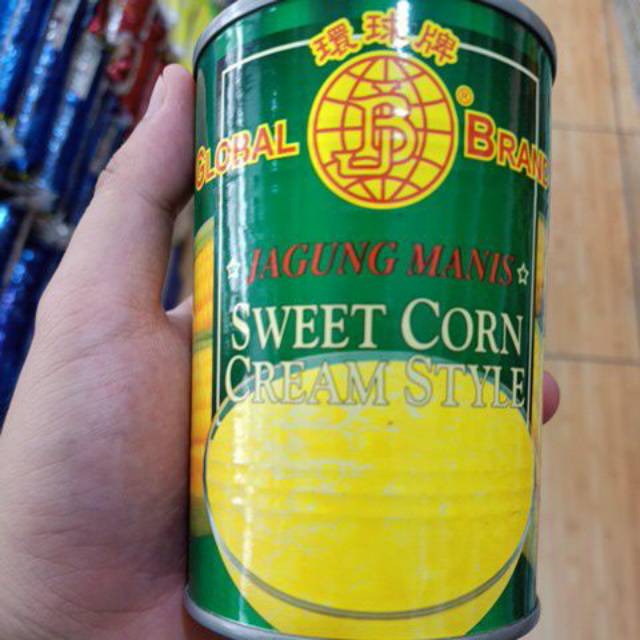 環球牌
GLOBAL BRAND
JAGUNG MANIS
SWEET CORN
CREAM STYLE